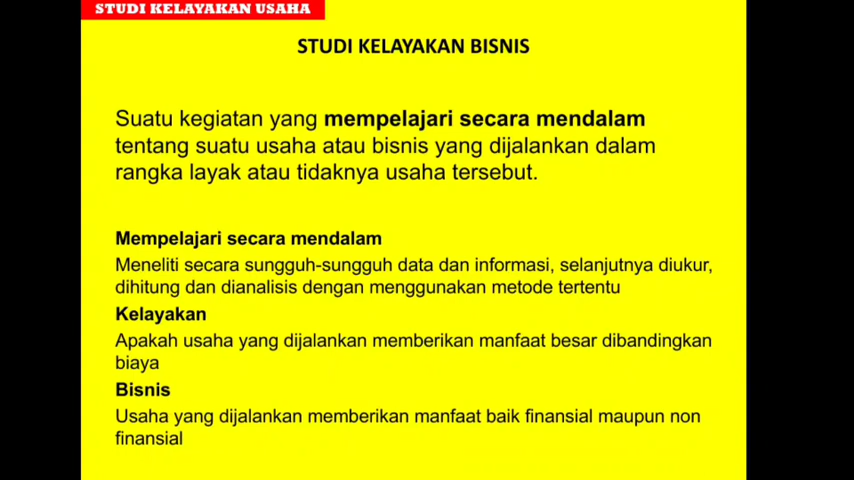 STUDI KELAYAKAN USAHA
STUDI KELAYAKAN BISNIS
Suatu kegiatan yang mempelajari secara mendalam
tentang suatu usaha atau bisnis yang dijalankan dalam
rangka layak atau tidaknya usaha tersebut.
Mempelajari secara mendalam
Meneliti secara sungguh-sungguh data dan informasi, selanjutnya diukur,
dihitung dan dianalisis dengan menggunakan metode tertentu
Kelayakan
Apakah usaha yang dijalankan memberikan manfaat besar dibandingkan
biaya
Bisnis
Usaha yang dijalankan memberikan manfaat baik finansial maupun non
finansial